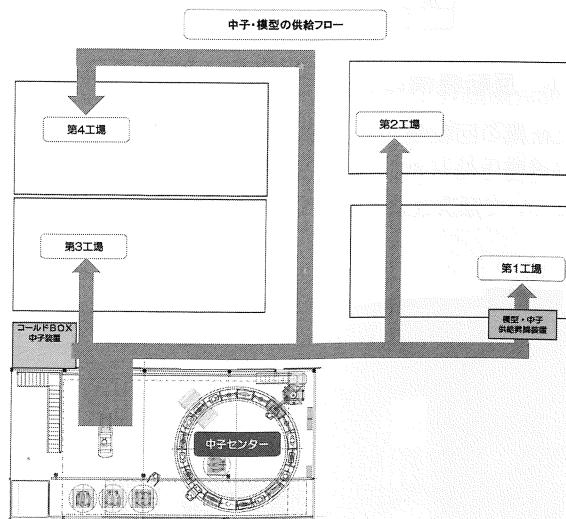 中子・模型の供給フロー
第4工場
第2工場
第3工場
第1工場
コールドBOX
中子装置
模型・中子
供給昇降装置
中子センター